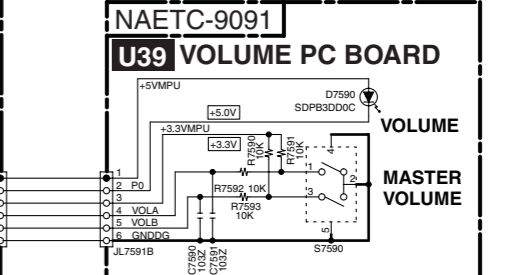 NAETC-9091
U39 VOLUME PC BOARD
+5VMPU
D7590
SDPB3DD0C
+5.0V
VOLUME
+3.3VMPU
+3.3V
R7590
10K
R7591
10K
4
1
1
2 P0
2
MASTER
VOLUME
3
R7592 10K
3
4 VOLA
R7593
10K
5 VOLB
6 GNDDG
5
JL7591B
C7590
103Z
C7591
103Z
S7590